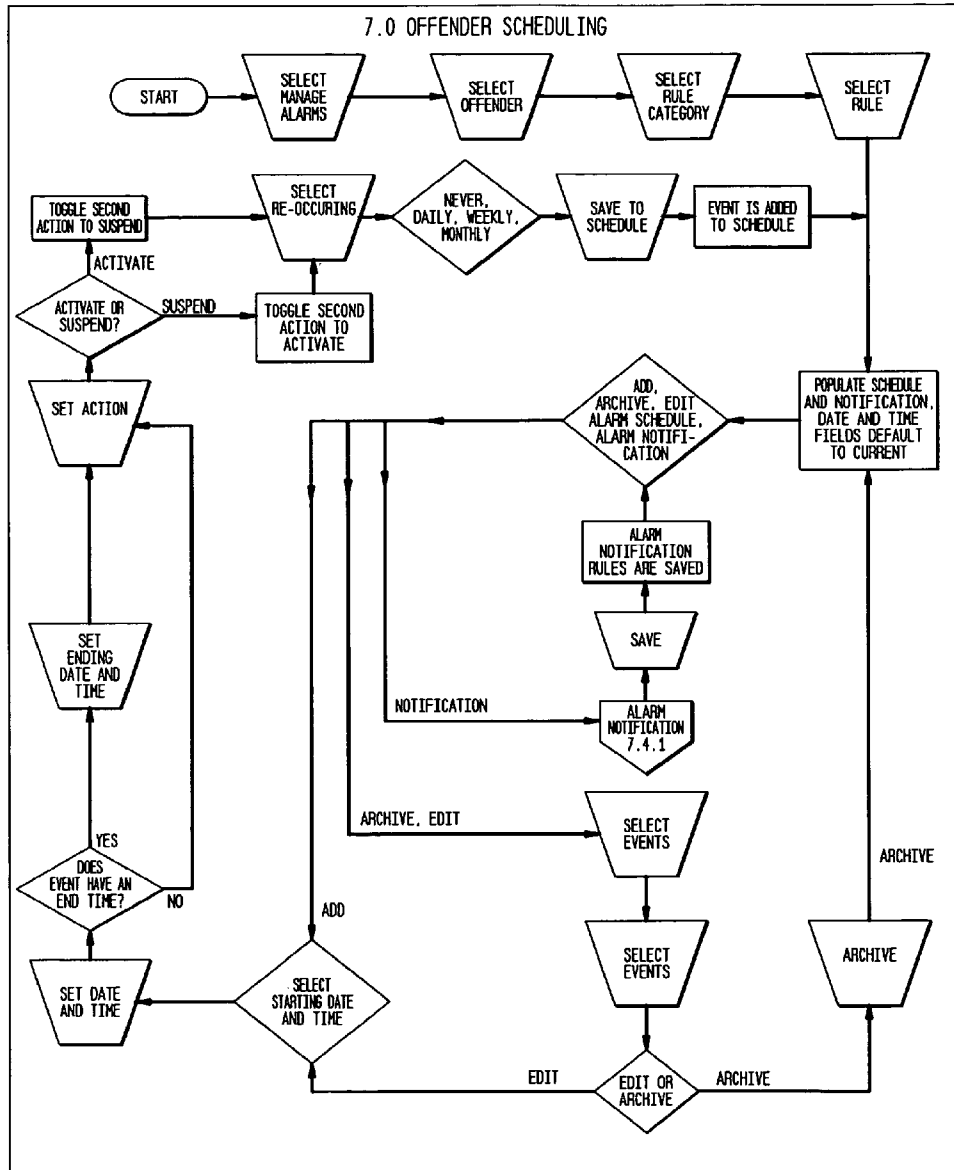 7.0 OFFENDER SCHEDULING
START
SELECT
MANAGE
ALARMS
SELECT
OFFENDER
SELECT
RULE
CATEGORY
SELECT
RULE
TOGGLE SECOND
ACTION TO SUSPEND
SELECT
RE-OCCURING
NEVER,
DAILY, WEEKLY,
MONTHLY
SAVE TO
SCHEDULE
EVENT IS ADDED
TO SCHEDULE
ACTIVATE
ACTIVATE OR
SUSPEND?
SUSPEND
TOGGLE SECOND
ACTION TO
ACTIVATE
SET ACTION
ADD,
ARCHIVE, EDIT
ALARM SCHEDULE,
ALARM NOTIFI-
CATION
POPULATE SCHEDULE
AND NOTIFICATION,
DATE AND TIME
FIELDS DEFAULT
TO CURRENT
ALARM
NOTIFICATION
RULES ARE SAVED
SET
ENDING
DATE AND
TIME
SAVE
NOTIFICATION
ALARM
NOTIFICATION
7.4.1
ARCHIVE, EDIT
SELECT
EVENTS
YES
DOES
EVENT HAVE AN
END TIME?
NO
ARCHIVE
ADD
SET DATE
AND TIME
SELECT
STARTING DATE
AND TIME
SELECT
EVENTS
ARCHIVE
EDIT
EDIT OR
ARCHIVE
ARCHIVE